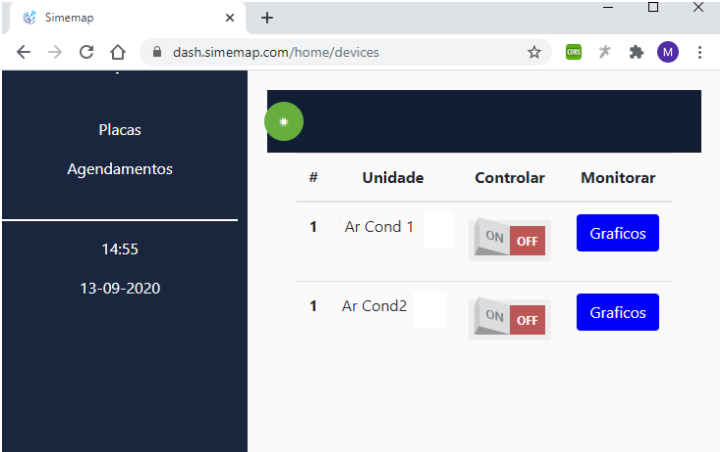 Simemap
dash.simemap.com/home/devices
CORS
M
Placas
Agendamentos
14:55
13-09-2020
# Unidade Controlar Monitorar
1 Ar Cond 1 ON OFF Graficos
1 Ar Cond2 ON OFF Graficos